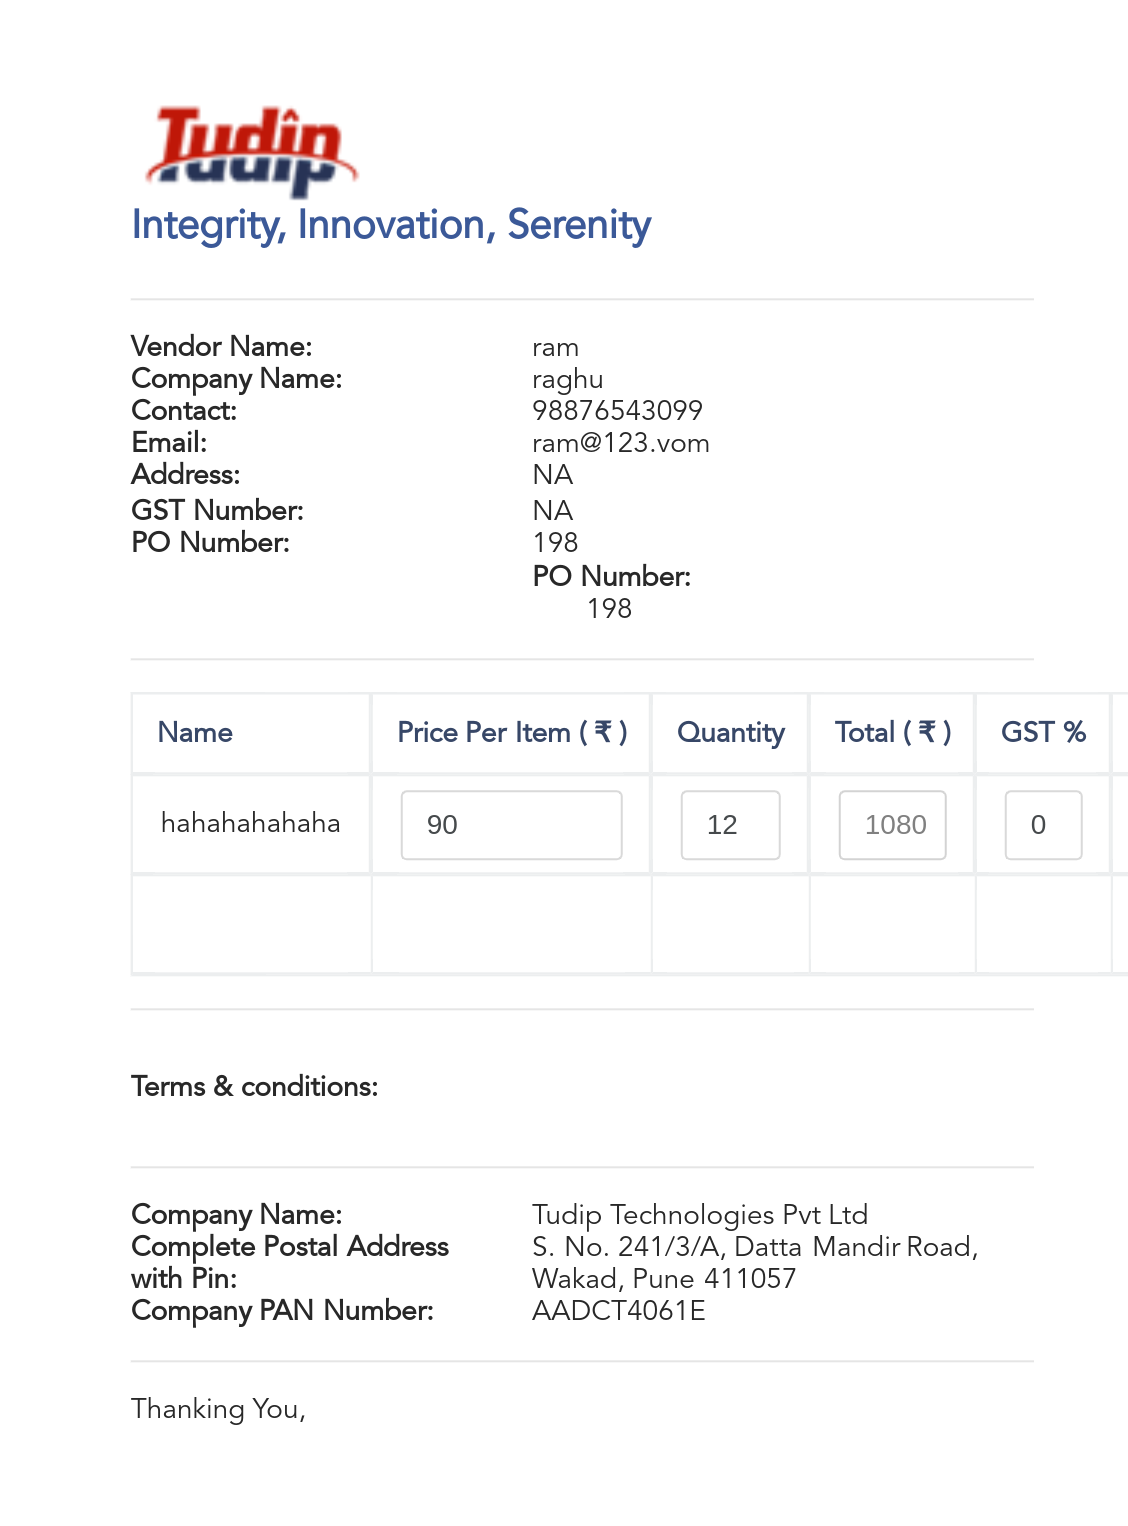 Tudip
Integrity, Innovation, Serenity
Vendor Name: ram
Company Name: raghu
Contact: 98876543099
Email: ram@123.vom
Address: NA
GST Number: NA
PO Number: 198
PO Number:
198
Name Price Per Item ( ₹ ) Quantity Total ( ₹ ) GST %
hahahahahaha 90 12 1080 0
Terms & conditions:
Company Name: Tudip Technologies Pvt Ltd
Complete Postal Address S. No. 241/3/A, Datta Mandir Road,
with Pin: Wakad, Pune 411057
Company PAN Number: AADCT4061E
Thanking You,